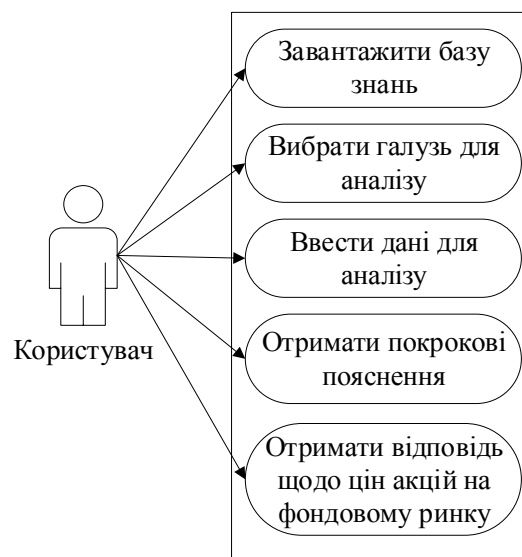 Завантажити базу
знань
Вибрати галузь для
аналізу
Ввести дані для
аналізу
Користувач
Отримати покрокові
пояснення
Отримати відповідь
щодо цін акцій на
фондовому ринку